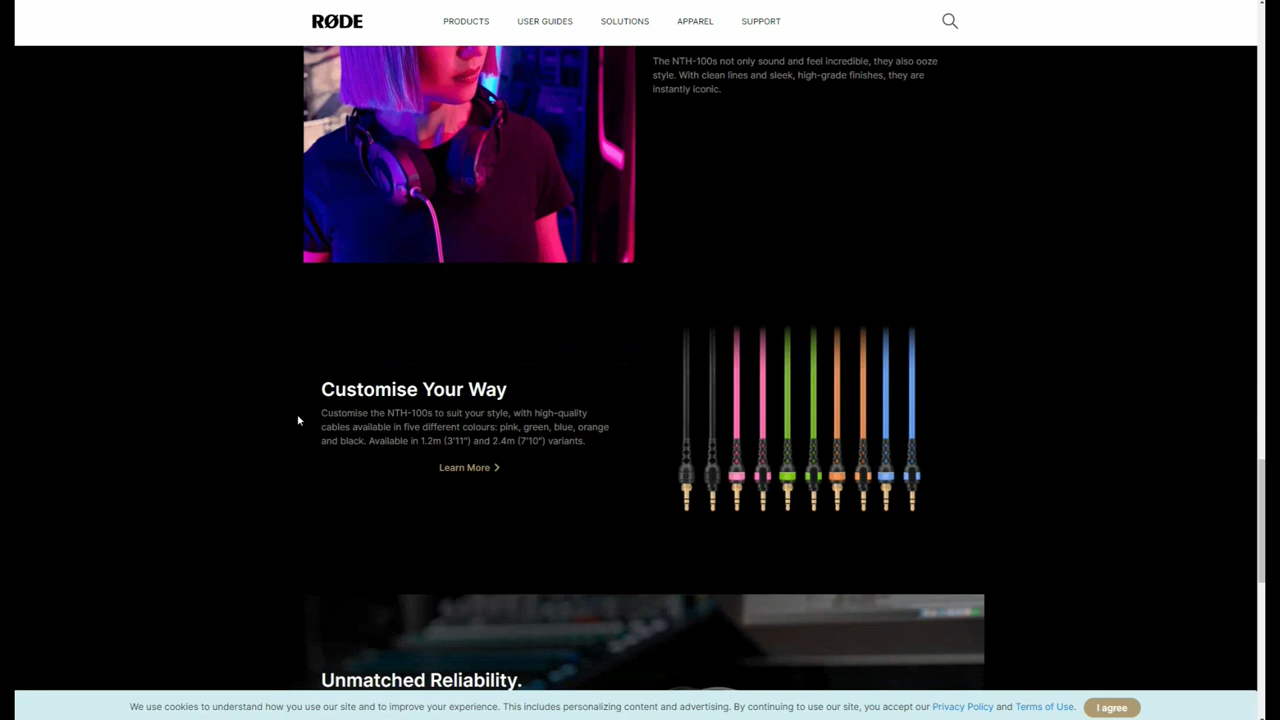 RØDE
PRODUCTS
USER GUIDES
SOLUTIONS
APPAREL
SUPPORT
The NTH-100s not only sound and feel incredible, they also ooze
style. With clean lines and sleek, high-grade finishes, they are
instantly iconic.
Customise Your Way
Customise the NTH-100s to suit your style, with high-quality
cables available in five different colours: pink, green, blue, orange
and black. Available in 1.2m (3'11") and 2.4m (7'10") variants.
Learn More
Unmatched Reliability.
We use cookies to understand how you use our site and to improve your experience. This includes personalizing content and advertising. By continuing to use our site, you accept our Privacy Policy and Terms of Use.
I agree